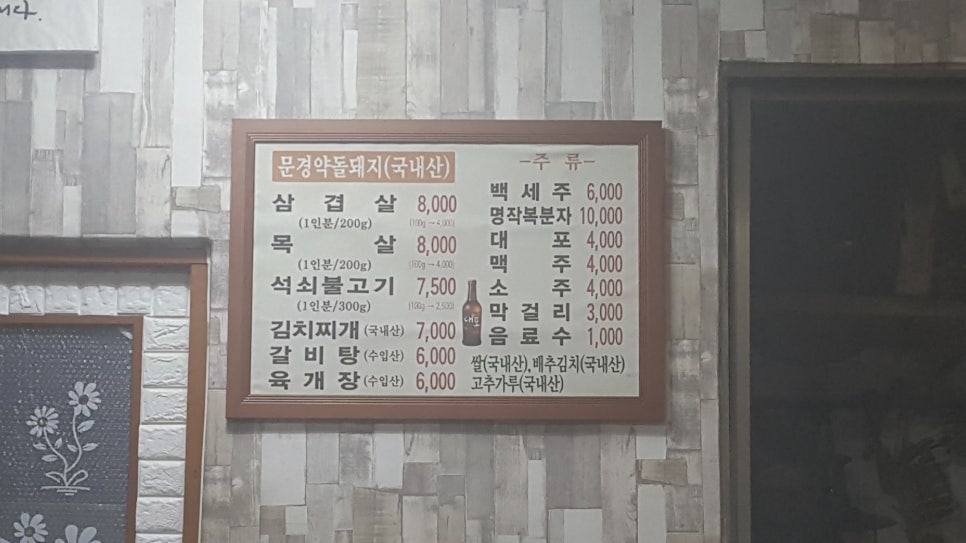 니다.
문경약돌돼지(국내산)
삼 겹 살 8,000
(1인분/200g) (100g→4,000)
목 살 8,000
(1인분/200g) (100g→4,000)
석쇠불고기 7,500
(1인분/300g) (100g→2,500)
김치찌개(국내산) 7,000
갈 비 탕(수입산) 6,000
육 개 장(수입산) 6,000
-주 류-
백 세 주 6,000
명작복분자 10,000
대 포 4,000
맥 주 4,000
소 주 4,000
막 걸 리 3,000
음 료 수 1,000
대포
쌀(국내산), 배추김치(국내산)
고추가루(국내산)